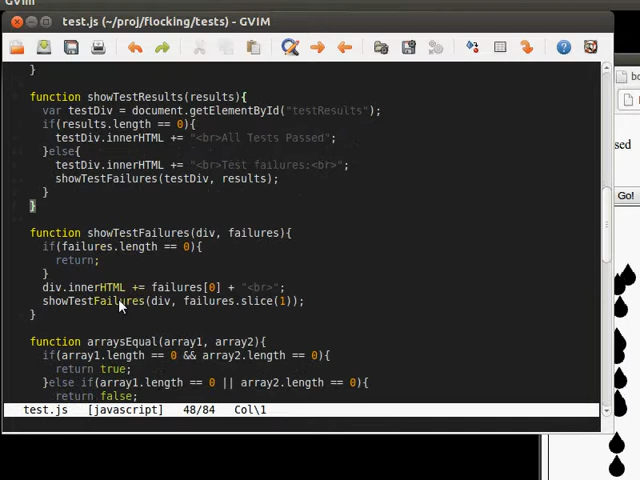 GVIM
test.js (~/proj/flocking/tests) - GVIM
}
function showTestResults(results){
var testDiv = document.getElementById("testResults");
if(results.length == 0){
testDiv.innerHTML += "<br>All Tests Passed";
}else{
testDiv.innerHTML += "<br>Test failures:<br>";
showTestFailures(testDiv, results);
}
}
function showTestFailures(div, failures){
if(failures.length == 0){
return;
}
div.innerHTML += failures[0] + "<br>";
showTestFailures(div, failures.slice(1));
}
function arraysEqual(array1, array2){
if(array1.length == 0 && array2.length == 0){
return true;
}else if(array1.length == 0 || array2.length == 0){
return false;
test.js [javascript] 48/84 Col\1
sed
Go!